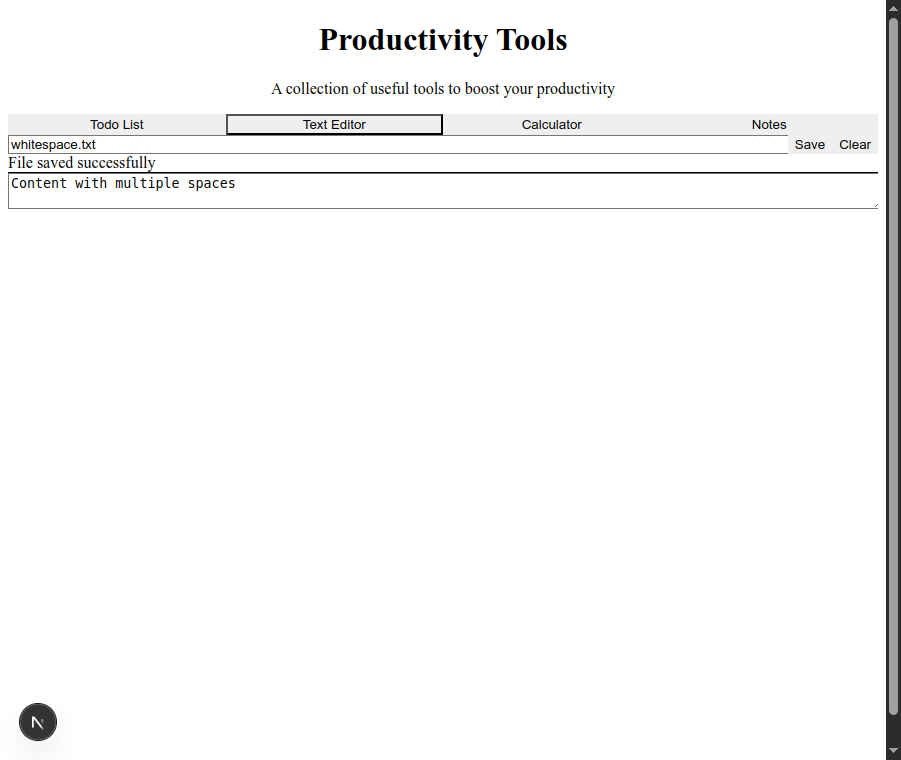 Productivity Tools
A collection of useful tools to boost your productivity
Todo List Text Editor Calculator Notes
whitespace.txt Save Clear
File saved successfully
Content with multiple spaces
N